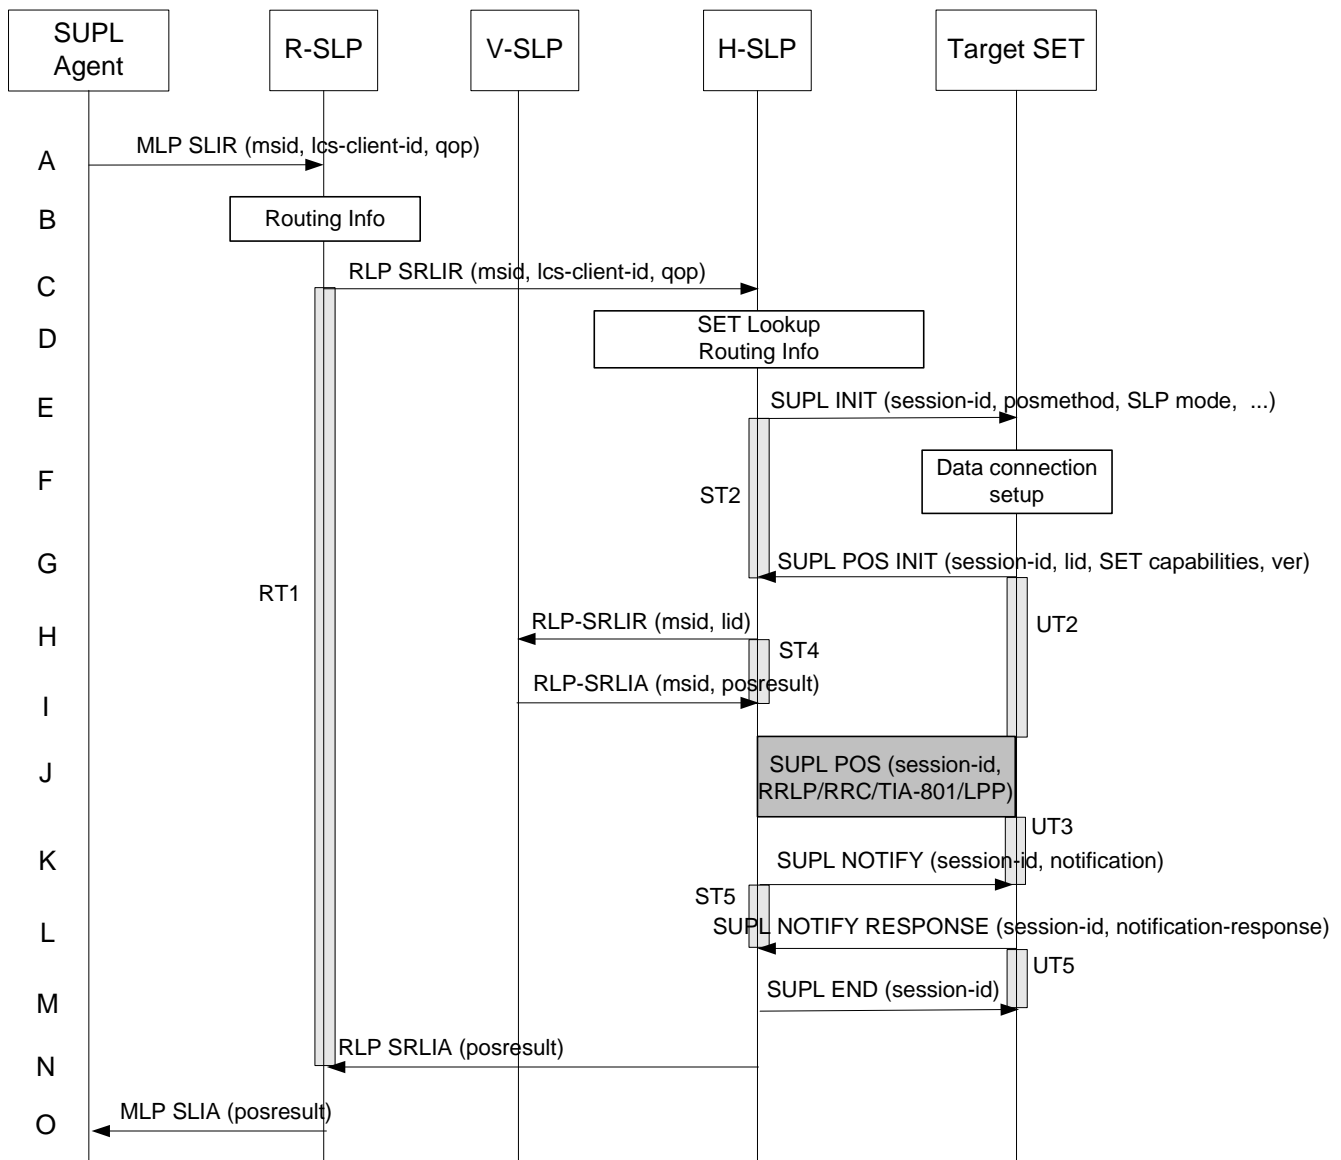 SUPL
Agent
R-SLP
V-SLP
H-SLP
Target SET
A
MLP SLIR (msid, lcs-client-id, qop)
B
Routing Info
C
RLP SRLIR (msid, lcs-client-id, qop)
D
SET Lookup
Routing Info
E
SUPL INIT (session-id, posmethod, SLP mode, ...)
F
ST2
Data connection
setup
G
SUPL POS INIT (session-id, lid, SET capabilities, ver)
RT1
H
RLP-SRLIR (msid, lid)
ST4
UT2
I
RLP-SRLIA (msid, posresult)
J
SUPL POS (session-id,
RRLP/RRC/TIA-801/LPP)
UT3
K
SUPL NOTIFY (session-id, notification)
ST5
L
SUPL NOTIFY RESPONSE (session-id, notification-response)
UT5
M
SUPL END (session-id)
N
RLP SRLIA (posresult)
O
MLP SLIA (posresult)